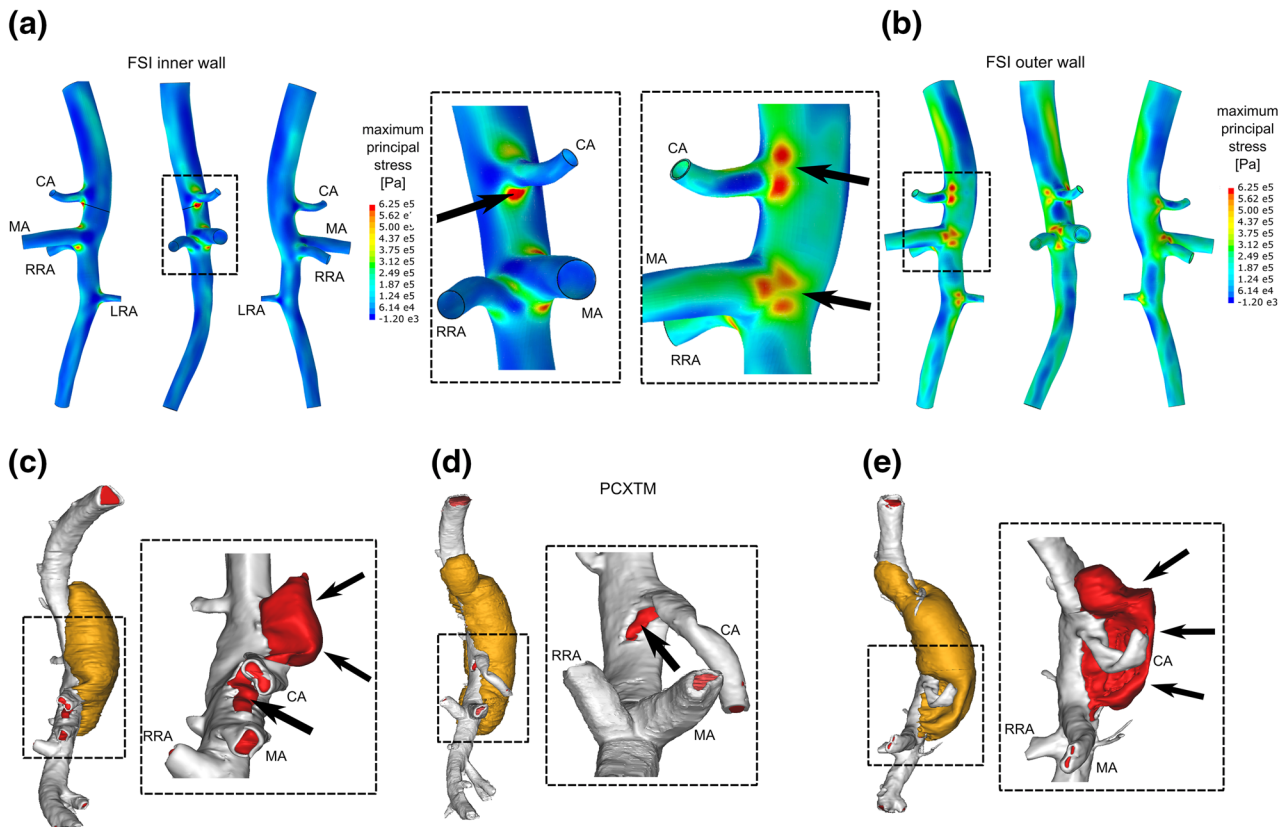 (a)
FSI inner wall
CA
MA
RRA
LRA
CA
MA
RRA
LRA
maximum
principal
stress
[Pa]
6.25 e5
5.62 e'
5.00 e5
4.37 e5
3.75 e5
3.12 e5
2.49 e5
1.87 e5
1.24 e5
6.14 e4
-1.20 e3
CA
RRA
MA
CA
MA
RRA
(b)
FSI outer wall
maximum
principal
stress
[Pa]
6.25 e5
5.62 e5
5.00 e5
4.37 e5
3.75 e5
3.12 e5
2.49 e5
1.87 e5
1.24 e5
6.14 e4
-1.20 e3
(c)
CA
RRA
MA
(d)
PCXTM
RRA
CA
MA
(e)
CA
RRA
MA